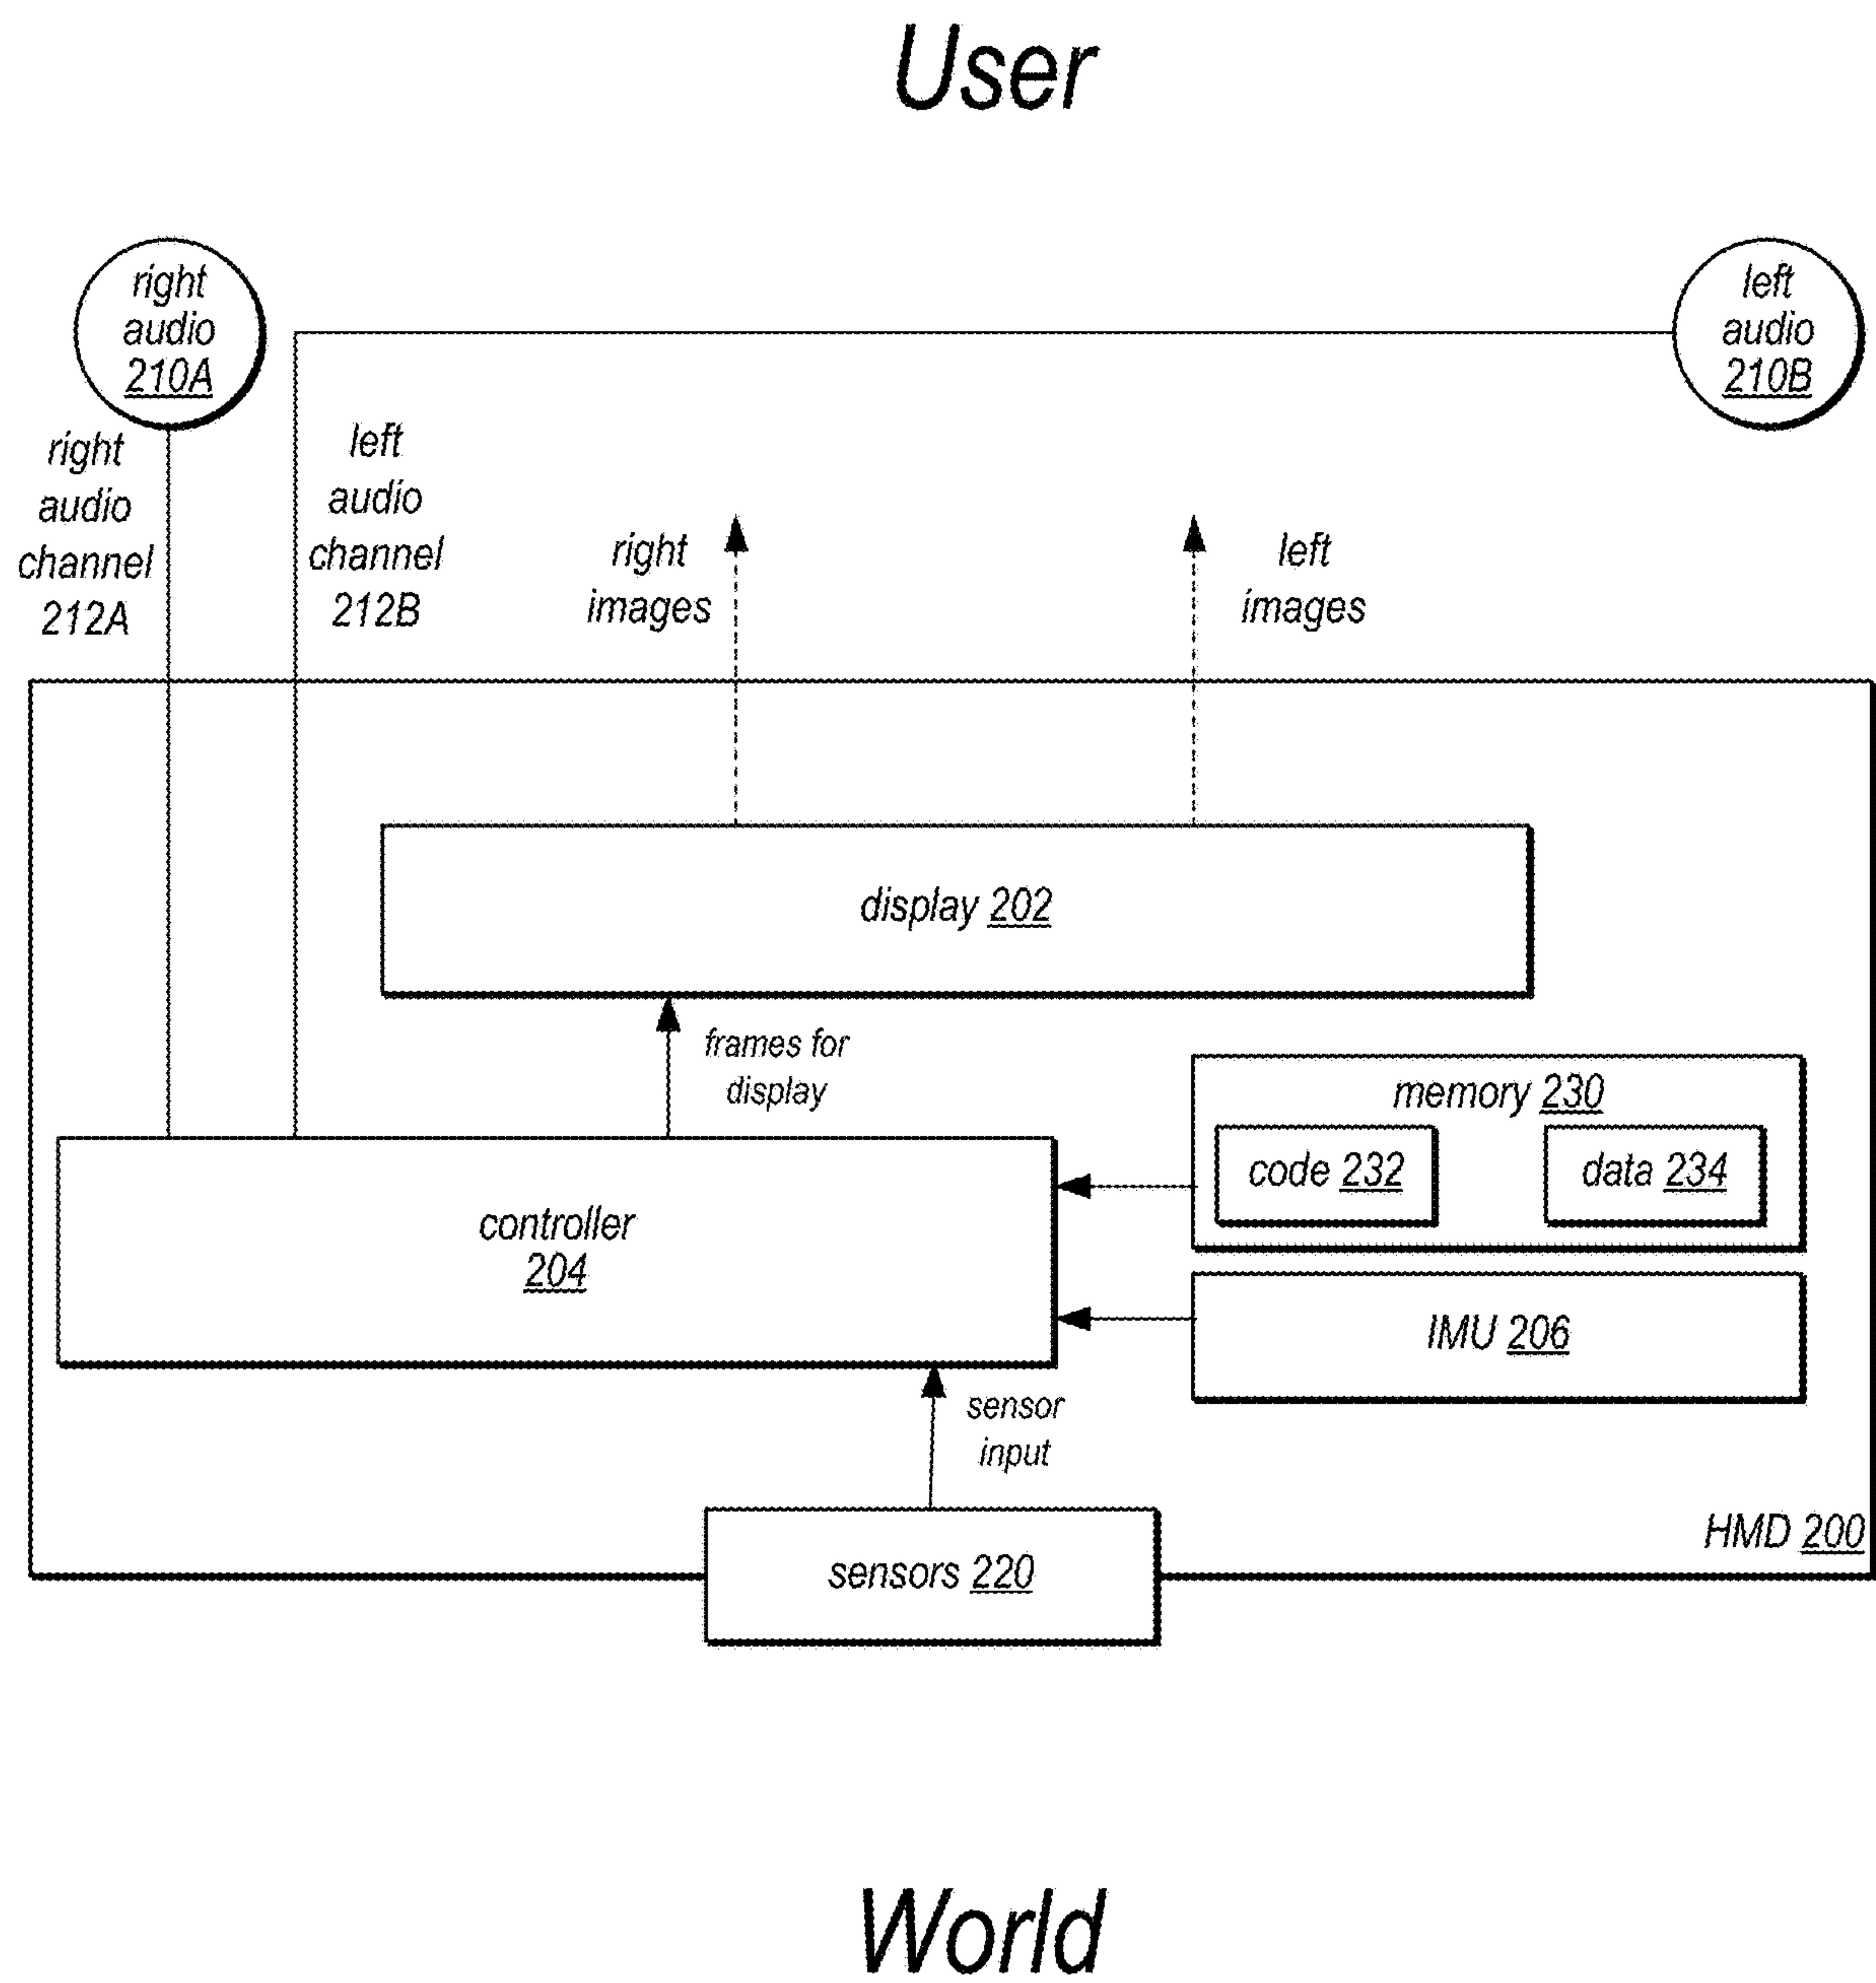 User
right
audio
210A
left
audio
210B
right
audio
channel
212A
left
audio
channel
212B
right
images
left
images
display 202
frames for
display
memory 230
code 232
data 234
controller
204
IMU 206
sensor
input
HMD 200
sensors 220
World